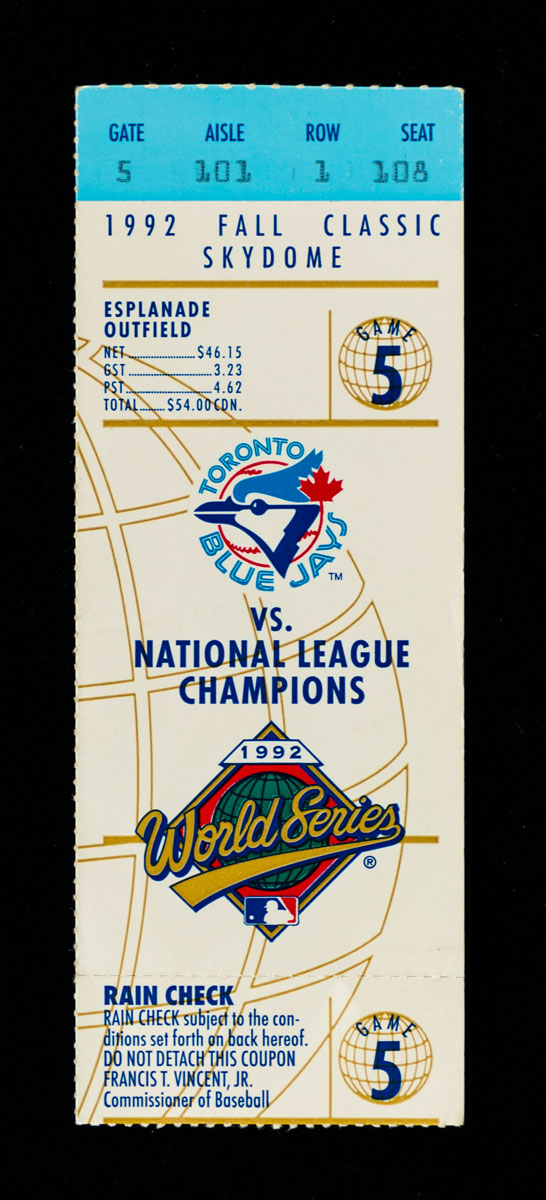 GATE AISLE ROW SEAT
5 101 1 108
1992 FALL CLASSIC
SKYDOME
ESPLANADE
OUTFIELD
NET....................$46.15
GST........................3.23
PST........................4.62
TOTAL........$54.00CDN.
GAME
5
TORONTO
BLUE JAYS
TM
VS.
NATIONAL LEAGUE
CHAMPIONS
1992
World Series
®
RAIN CHECK
RAIN CHECK subject to the con-
ditions set forth on back hereof.
DO NOT DETACH THIS COUPON
FRANCIS T. VINCENT, JR.
Commissioner of Baseball
GAME
5